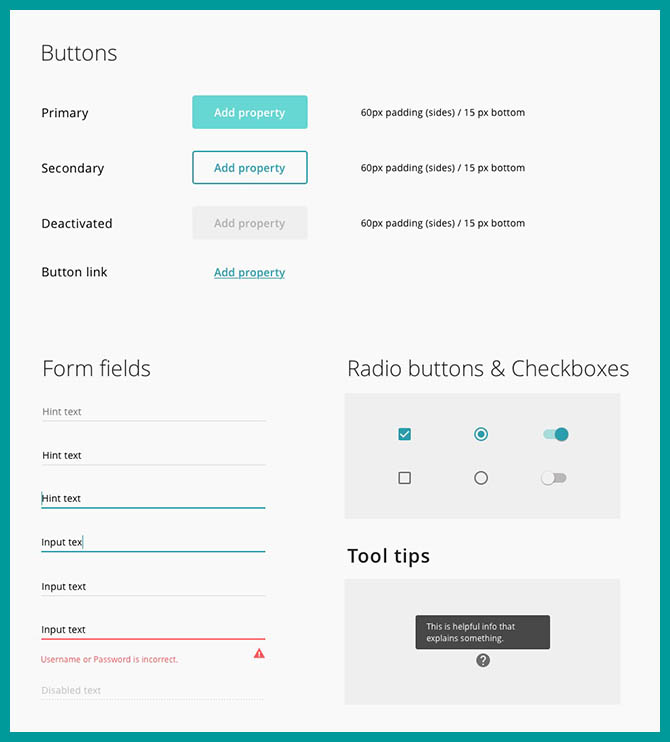 Buttons
Primary
Add property
60px padding (sides) / 15 px bottom
Secondary
Add property
60px padding (sides) / 15 px bottom
Deactivated
Add property
60px padding (sides) / 15 px bottom
Button link
Add property
Form fields
Hint text
Hint text
Hint text
Input tex
Input text
Input text
Username or Password is incorrect.
Disabled text
Radio buttons & Checkboxes
Tool tips
This is helpful info that
explains something.
?